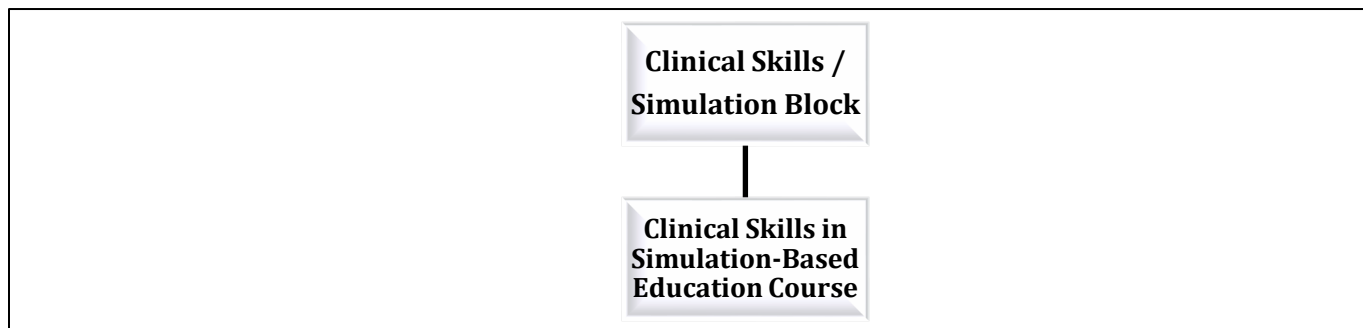 Clinical Skills /
Simulation Block
Clinical Skills in
Simulation-Based
Education Course